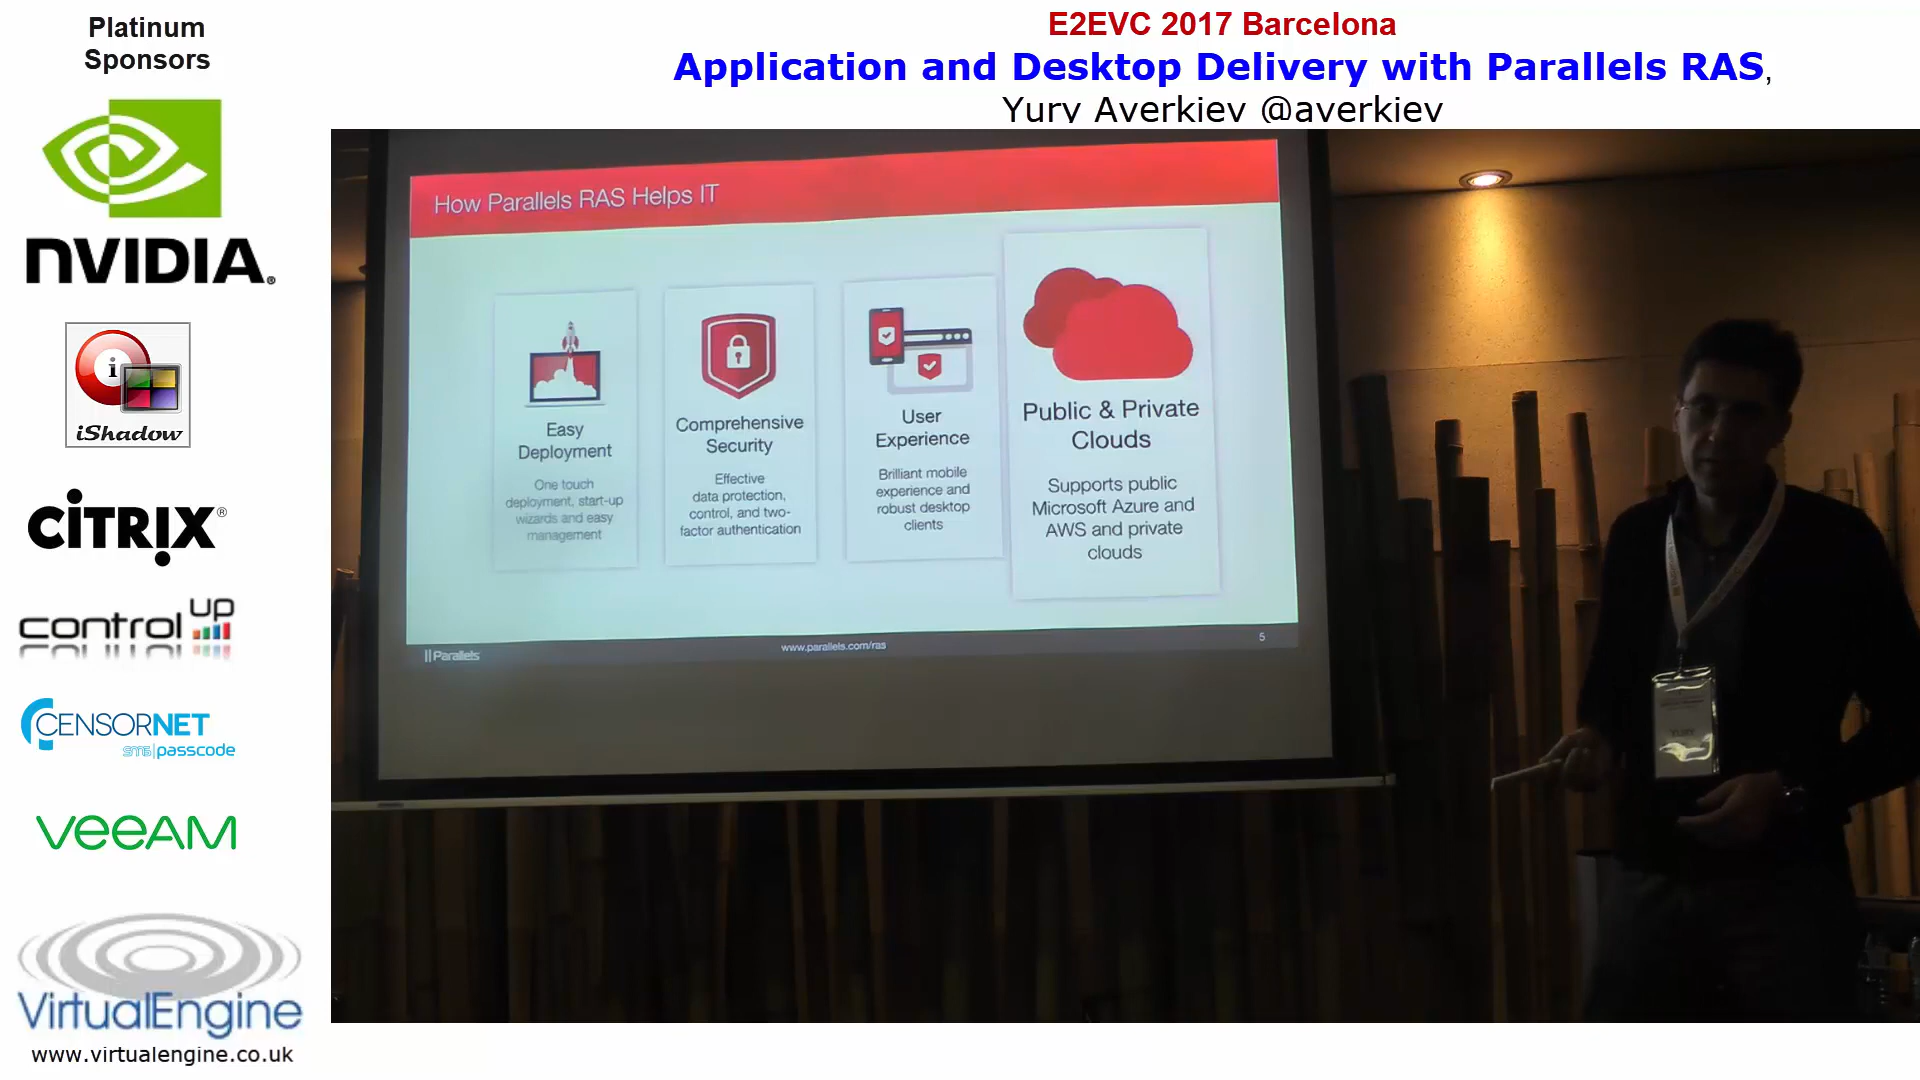 Platinum
Sponsors
NVIDIA.
iShadow
CiTRIX®
control up
CENSORNET
sms|passcode
veeAM
VirtualEngine
www.virtualengine.co.uk
E2EVC 2017 Barcelona
Application and Desktop Delivery with Parallels RAS,
Yury Averkiev @averkiev
How Parallels RAS Helps IT
Easy
Deployment
One touch
deployment, start-up
wizards and easy
management
Comprehensive
Security
Effective
data protection,
control, and two-
factor authentication
User
Experience
Brilliant mobile
experience and
robust desktop
clients
Public & Private
Clouds
Supports public
Microsoft Azure and
AWS and private
clouds
|| Parallels
www.parallels.com/ras
5